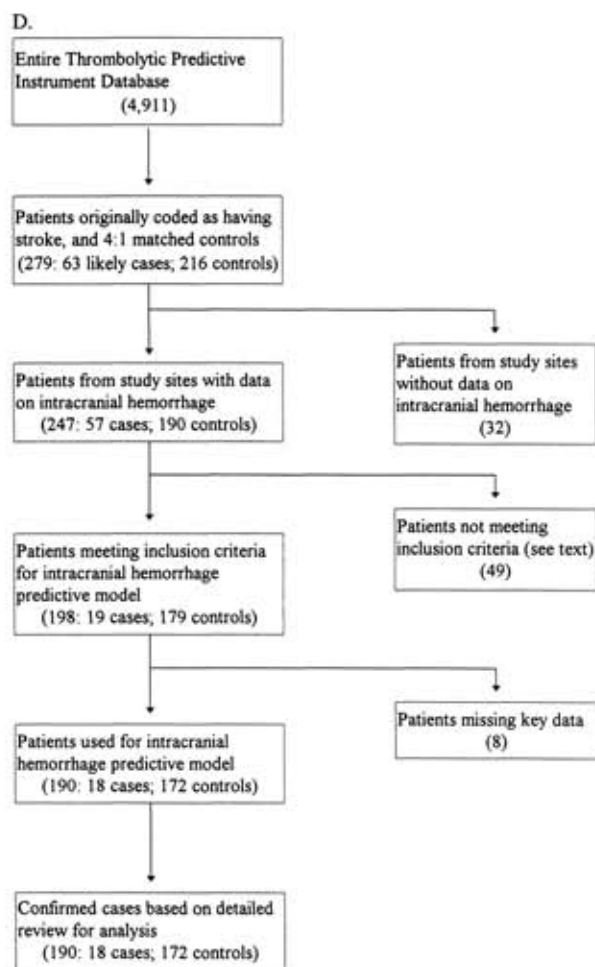 D.
Entire Thrombolytic Predictive
Instrument Database
(4,911)
Patients originally coded as having
stroke, and 4:1 matched controls
(279: 63 likely cases; 216 controls)
Patients from study sites with data
on intracranial hemorrhage
(247: 57 cases; 190 controls)
Patients from study sites
without data on
intracranial hemorrhage
(32)
Patients meeting inclusion criteria
for intracranial hemorrhage
predictive model
(198: 19 cases; 179 controls)
Patients not meeting
inclusion criteria (see text)
(49)
Patients used for intracranial
hemorrhage predictive model
(190: 18 cases; 172 controls)
Patients missing key data
(8)
Confirmed cases based on detailed
review for analysis
(190: 18 cases; 172 controls)